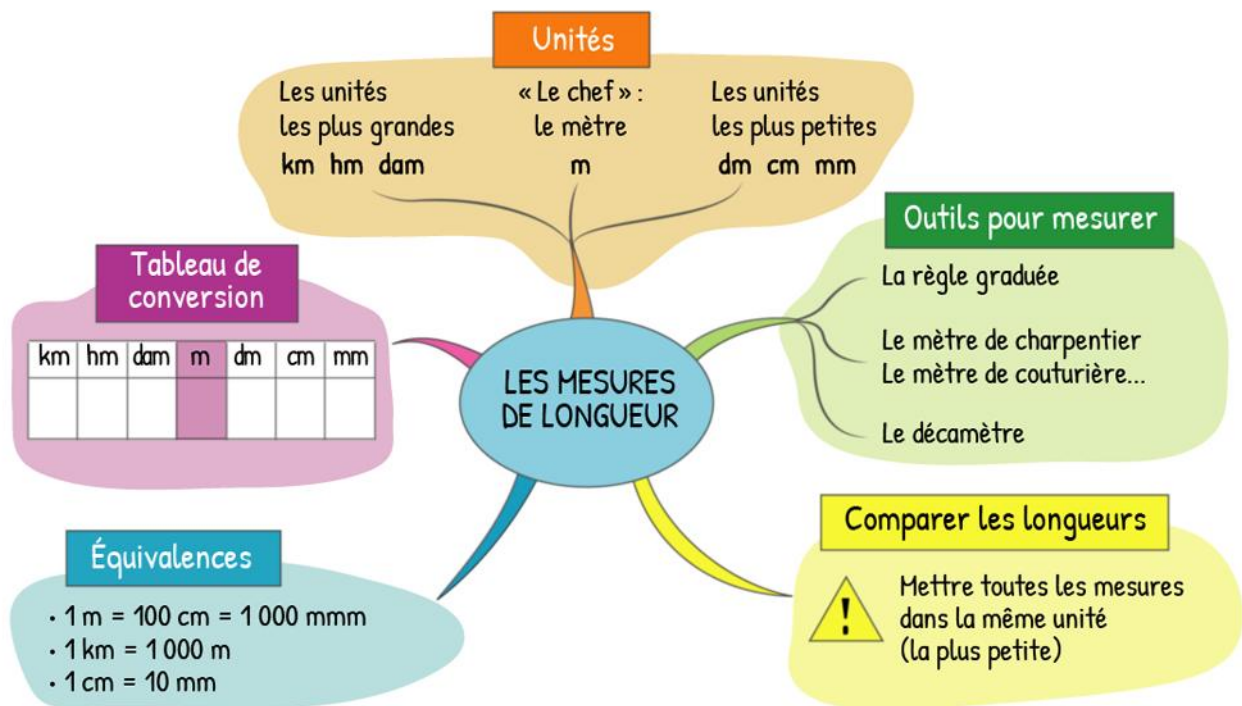 Unités
Les unités
les plus grandes
km hm dam
« Le chef » :
le mètre
m
Les unités
les plus petites
dm cm mm
Outils pour mesurer
La règle graduée
Le mètre de charpentier
Le mètre de couturière...
Le décamètre
Tableau de
conversion
km hm dam m dm cm mm
LES MESURES
DE LONGUEUR
Équivalences
• 1 m = 100 cm = 1 000 mmm
• 1 km = 1 000 m
• 1 cm = 10 mm
Comparer les longueurs
!
Mettre toutes les mesures
dans la même unité
(la plus petite)